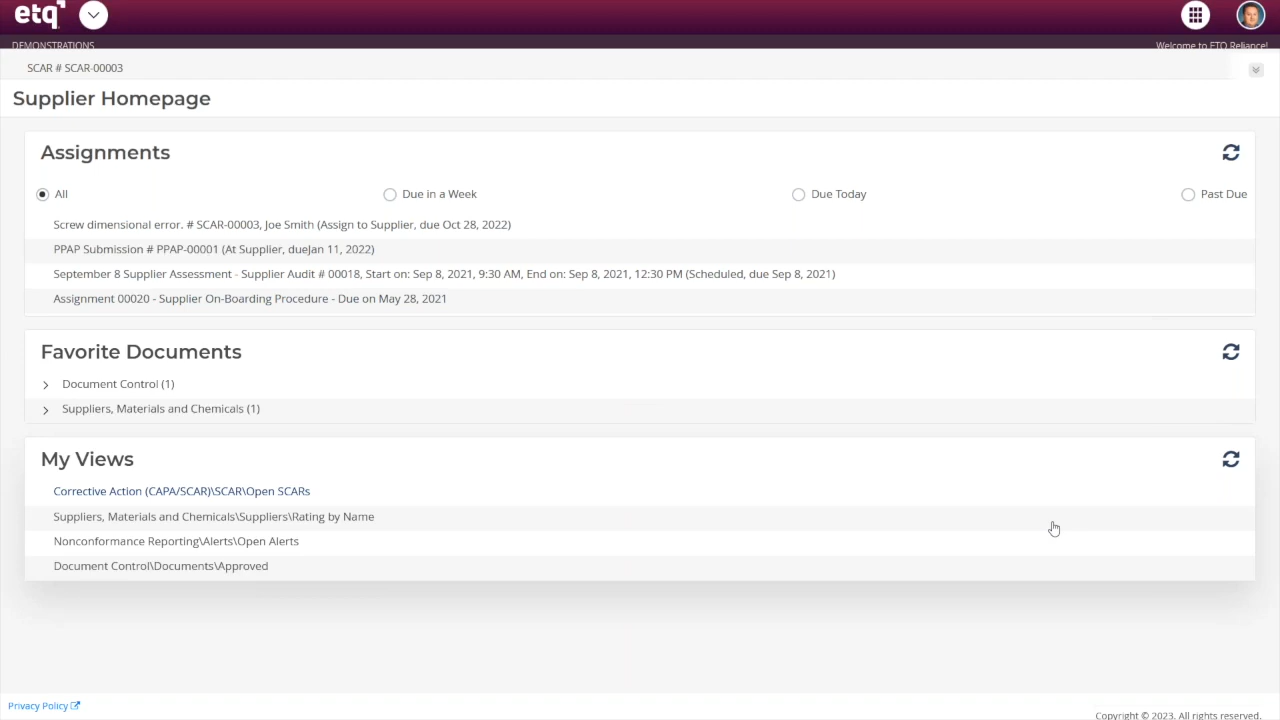 etq
DEMONSTRATIONS
Welcome to ETQ Reliance!
SCAR # SCAR-00003
Supplier Homepage
Assignments
All
Due in a Week
Due Today
Past Due
Screw dimensional error. # SCAR-00003, Joe Smith (Assign to Supplier, due Oct 28, 2022)
PPAP Submission # PPAP-00001 (At Supplier, dueJan 11, 2022)
September 8 Supplier Assessment - Supplier Audit # 00018, Start on: Sep 8, 2021, 9:30 AM, End on: Sep 8, 2021, 12:30 PM (Scheduled, due Sep 8, 2021)
Assignment 00020 - Supplier On-Boarding Procedure - Due on May 28, 2021
Favorite Documents
Document Control (1)
Suppliers, Materials and Chemicals (1)
My Views
Corrective Action (CAPA/SCAR)\SCAR\Open SCARs
Suppliers, Materials and Chemicals\Suppliers\Rating by Name
Nonconformance Reporting\Alerts\Open Alerts
Document Control\Documents\Approved
Privacy Policy
Copyright © 2023. All rights reserved.